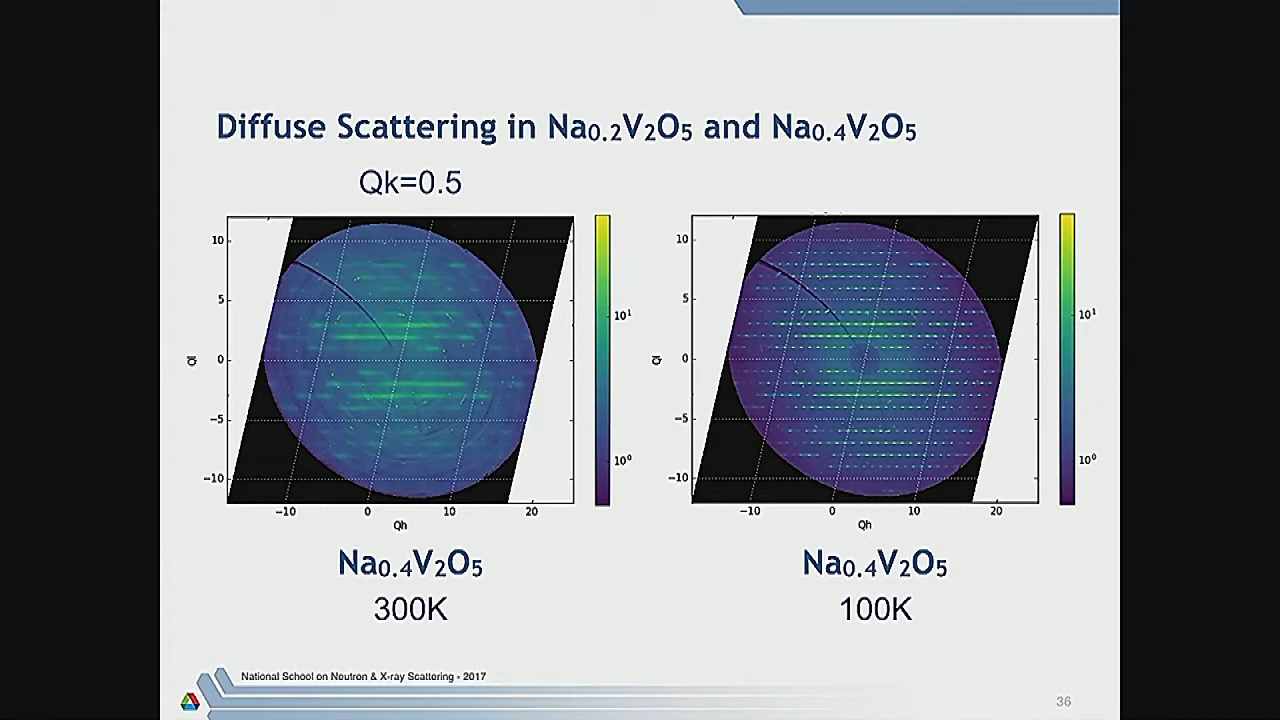 Diffuse Scattering in Na₀.₂V₂O₅ and Na₀.₄V₂O₅
Qk=0.5
10
5
0
−5
−10
Ql
−10
0
10
20
Qh
10¹
10⁰
10
5
0
−5
−10
Ql
−10
0
10
20
Qh
10¹
10⁰
Na₀.₄V₂O₅
300K
Na₀.₄V₂O₅
100K
National School on Neutron & X-ray Scattering - 2017
36